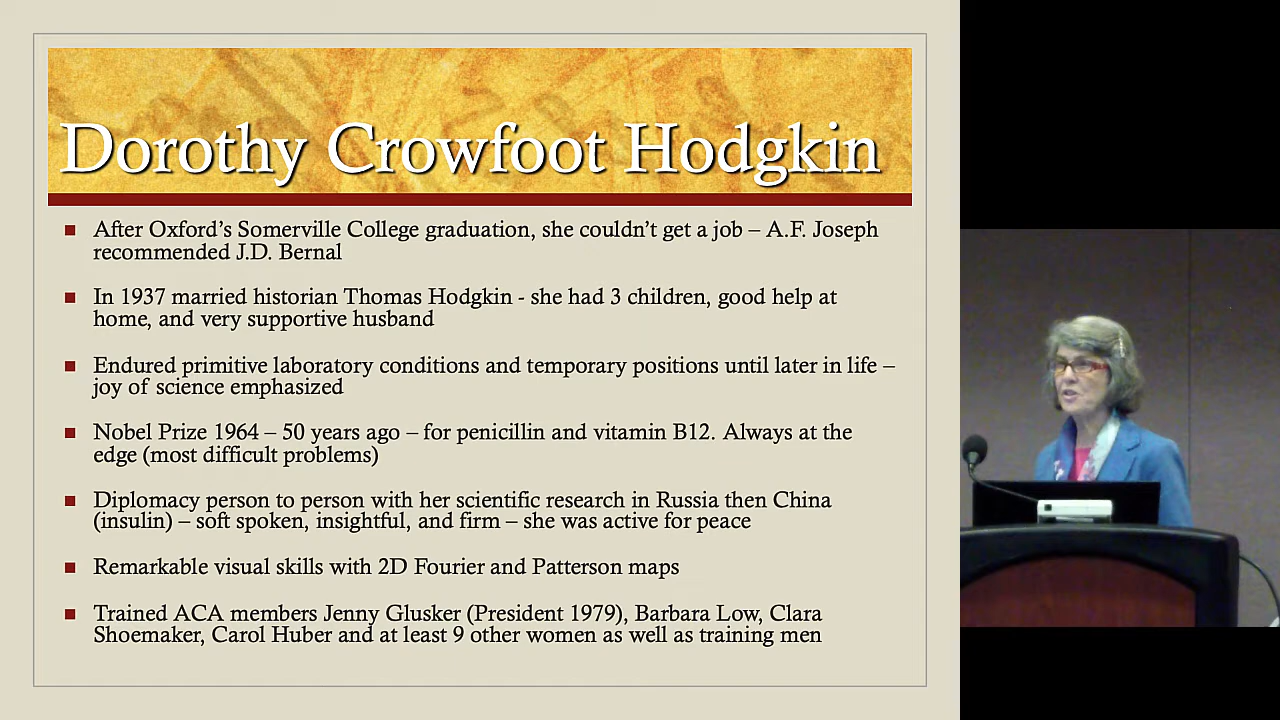 Dorothy Crowfoot Hodgkin
After Oxford's Somerville College graduation, she couldn't get a job – A.F. Joseph
recommended J.D. Bernal
In 1937 married historian Thomas Hodgkin - she had 3 children, good help at
home, and very supportive husband
Endured primitive laboratory conditions and temporary positions until later in life –
joy of science emphasized
Nobel Prize 1964 – 50 years ago – for penicillin and vitamin B12. Always at the
edge (most difficult problems)
Diplomacy person to person with her scientific research in Russia then China
(insulin) – soft spoken, insightful, and firm – she was active for peace
Remarkable visual skills with 2D Fourier and Patterson maps
Trained ACA members Jenny Glusker (President 1979), Barbara Low, Clara
Shoemaker, Carol Huber and at least 9 other women as well as training men